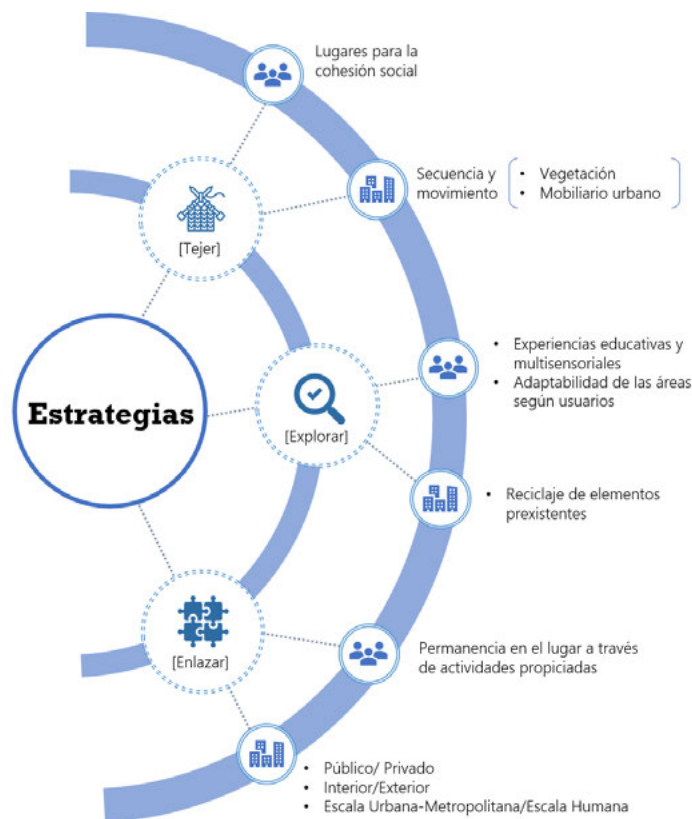 Lugares para la
cohesión social
Secuencia y
movimiento
• Vegetación
• Mobiliario urbano
[Tejer]
• Experiencias educativas y
multisensoriales
• Adaptabilidad de las áreas
según usuarios
Estrategias
[Explorar]
• Reciclaje de elementos
prexistentes
[Enlazar]
Permanencia en el lugar a través
de actividades propiciadas
• Público/ Privado
• Interior/Exterior
• Escala Urbana-Metropolitana/Escala Humana